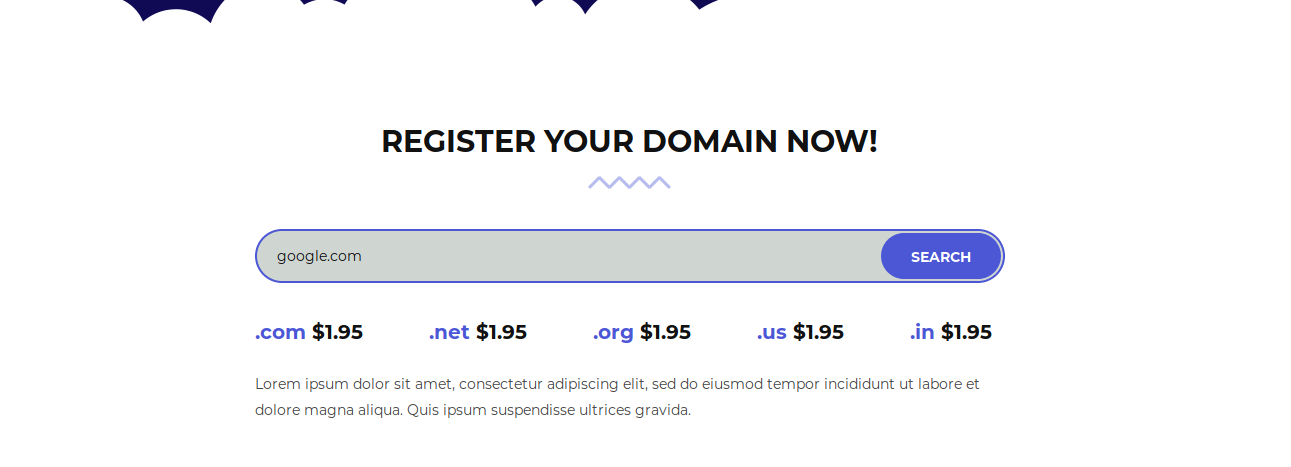 REGISTER YOUR DOMAIN NOW!
google.com
SEARCH
.com $1.95 .net $1.95 .org $1.95 .us $1.95 .in $1.95
Lorem ipsum dolor sit amet, consectetur adipiscing elit, sed do eiusmod tempor incididunt ut labore et
dolore magna aliqua. Quis ipsum suspendisse ultrices gravida.